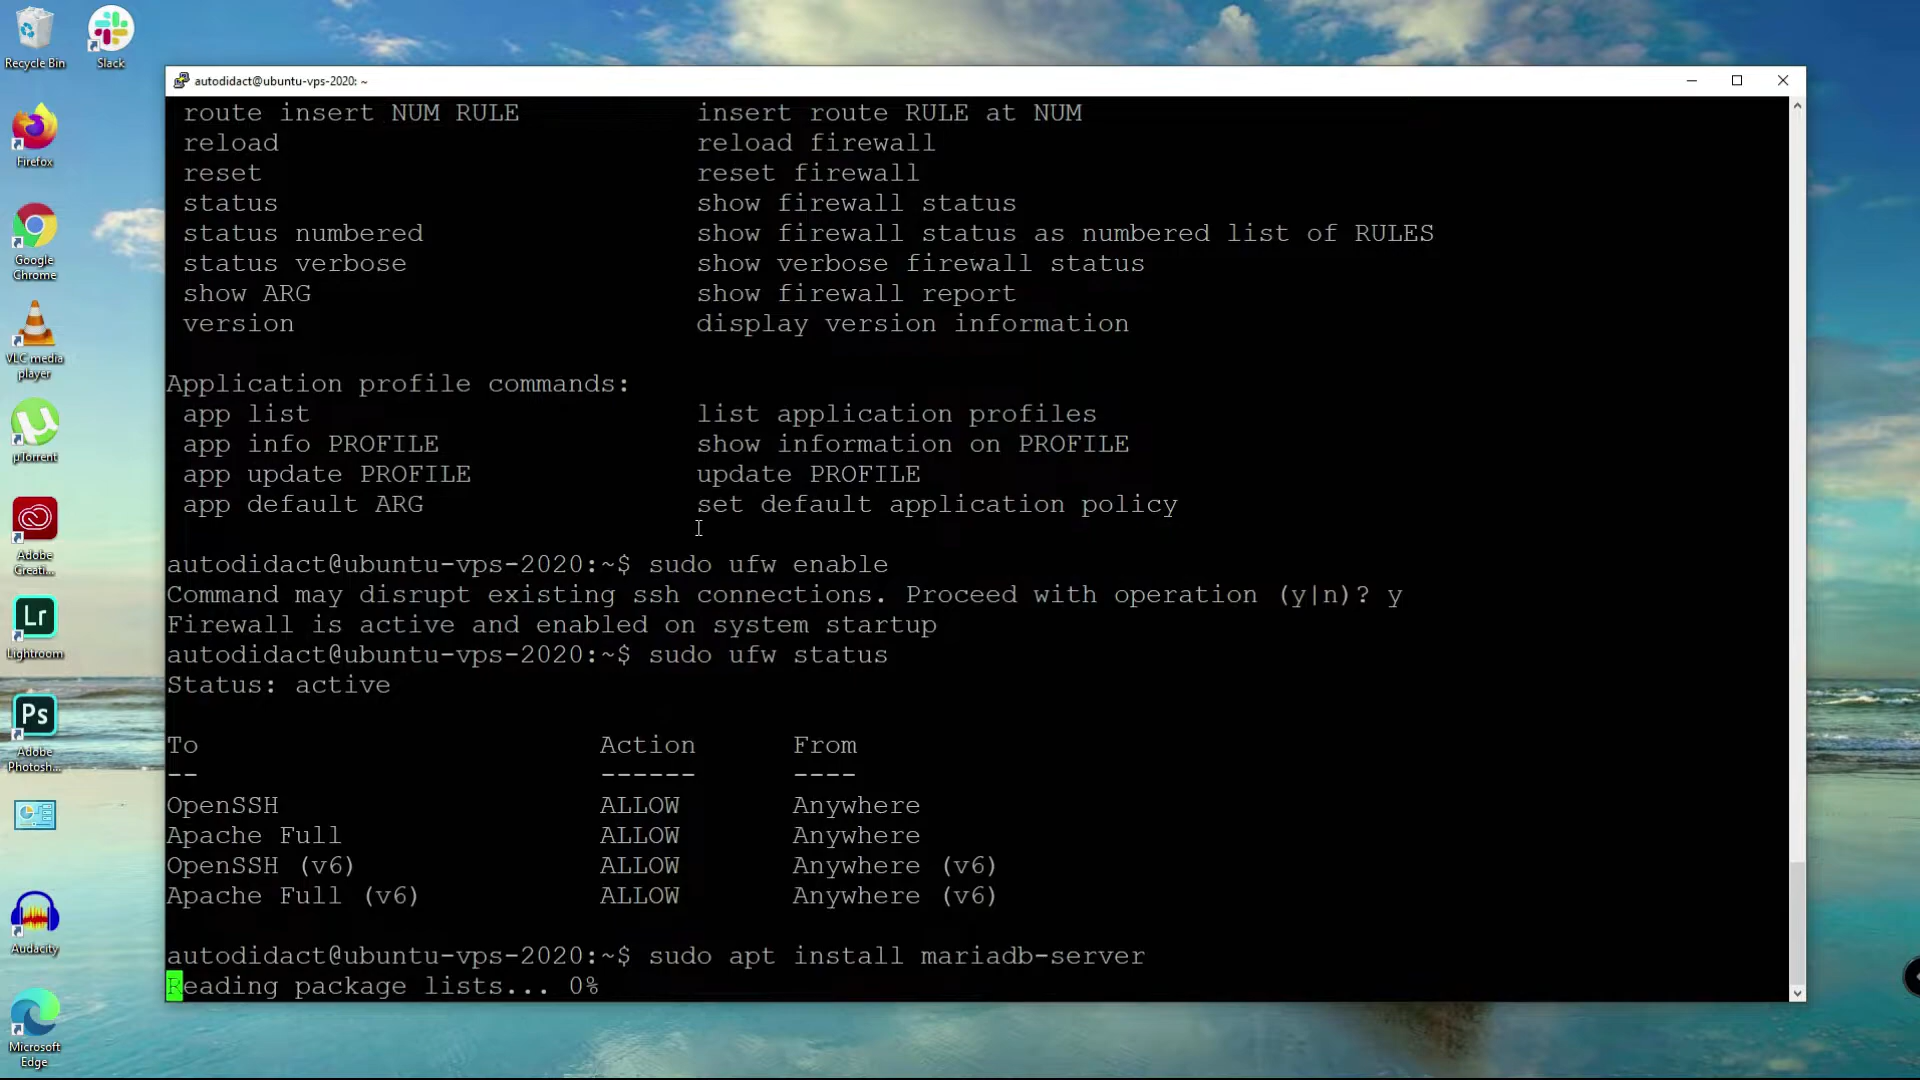 Recycle Bin
Slack
Firefox
Google
Chrome
VLC media
player
µTorrent
Adobe
Creati...
Lr
Lightroom
Ps
Adobe
Photosh...
Audacity
Microsoft
Edge
autodidact@ubuntu-vps-2020: ~
route insert NUM RULE insert route RULE at NUM
reload reload firewall
reset reset firewall
status show firewall status
status numbered show firewall status as numbered list of RULES
status verbose show verbose firewall status
show ARG show firewall report
version display version information
Application profile commands:
app list list application profiles
app info PROFILE show information on PROFILE
app update PROFILE update PROFILE
app default ARG set default application policy
autodidact@ubuntu-vps-2020:~$ sudo ufw enable
Command may disrupt existing ssh connections. Proceed with operation (y|n)? y
Firewall is active and enabled on system startup
autodidact@ubuntu-vps-2020:~$ sudo ufw status
Status: active
To Action From
-- ------ ----
OpenSSH ALLOW Anywhere
Apache Full ALLOW Anywhere
OpenSSH (v6) ALLOW Anywhere (v6)
Apache Full (v6) ALLOW Anywhere (v6)
autodidact@ubuntu-vps-2020:~$ sudo apt install mariadb-server
Reading package lists... 0%